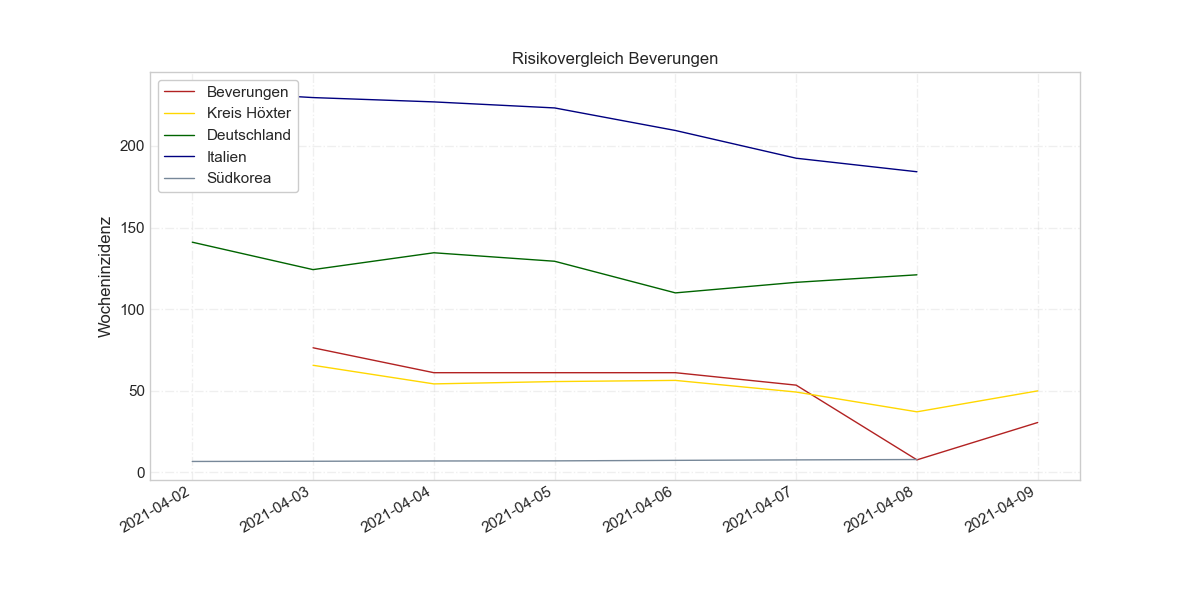 Risikovergleich Beverungen
Beverungen
Kreis Höxter
Deutschland
Italien
Südkorea
Wocheninzidenz
200
150
100
50
0
2021-04-02
2021-04-03
2021-04-04
2021-04-05
2021-04-06
2021-04-07
2021-04-08
2021-04-09